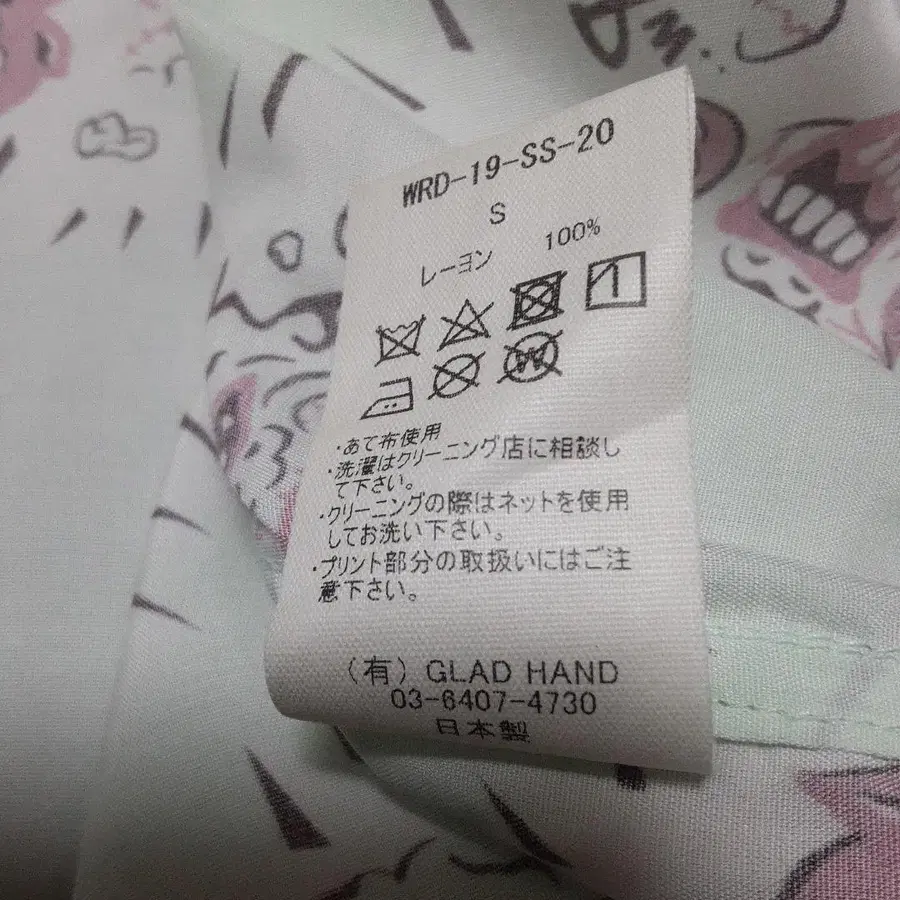 WRD-19-SS-20
S
レーヨン 100%
W
・あて布使用
・洗濯はクリーニング店に相談し
て下さい。
・クリーニングの際はネットを使用
してお洗い下さい。
・プリント部分の取扱いにはご注
意下さい。
(有) GLAD HAND
03-6407-4730
日本製